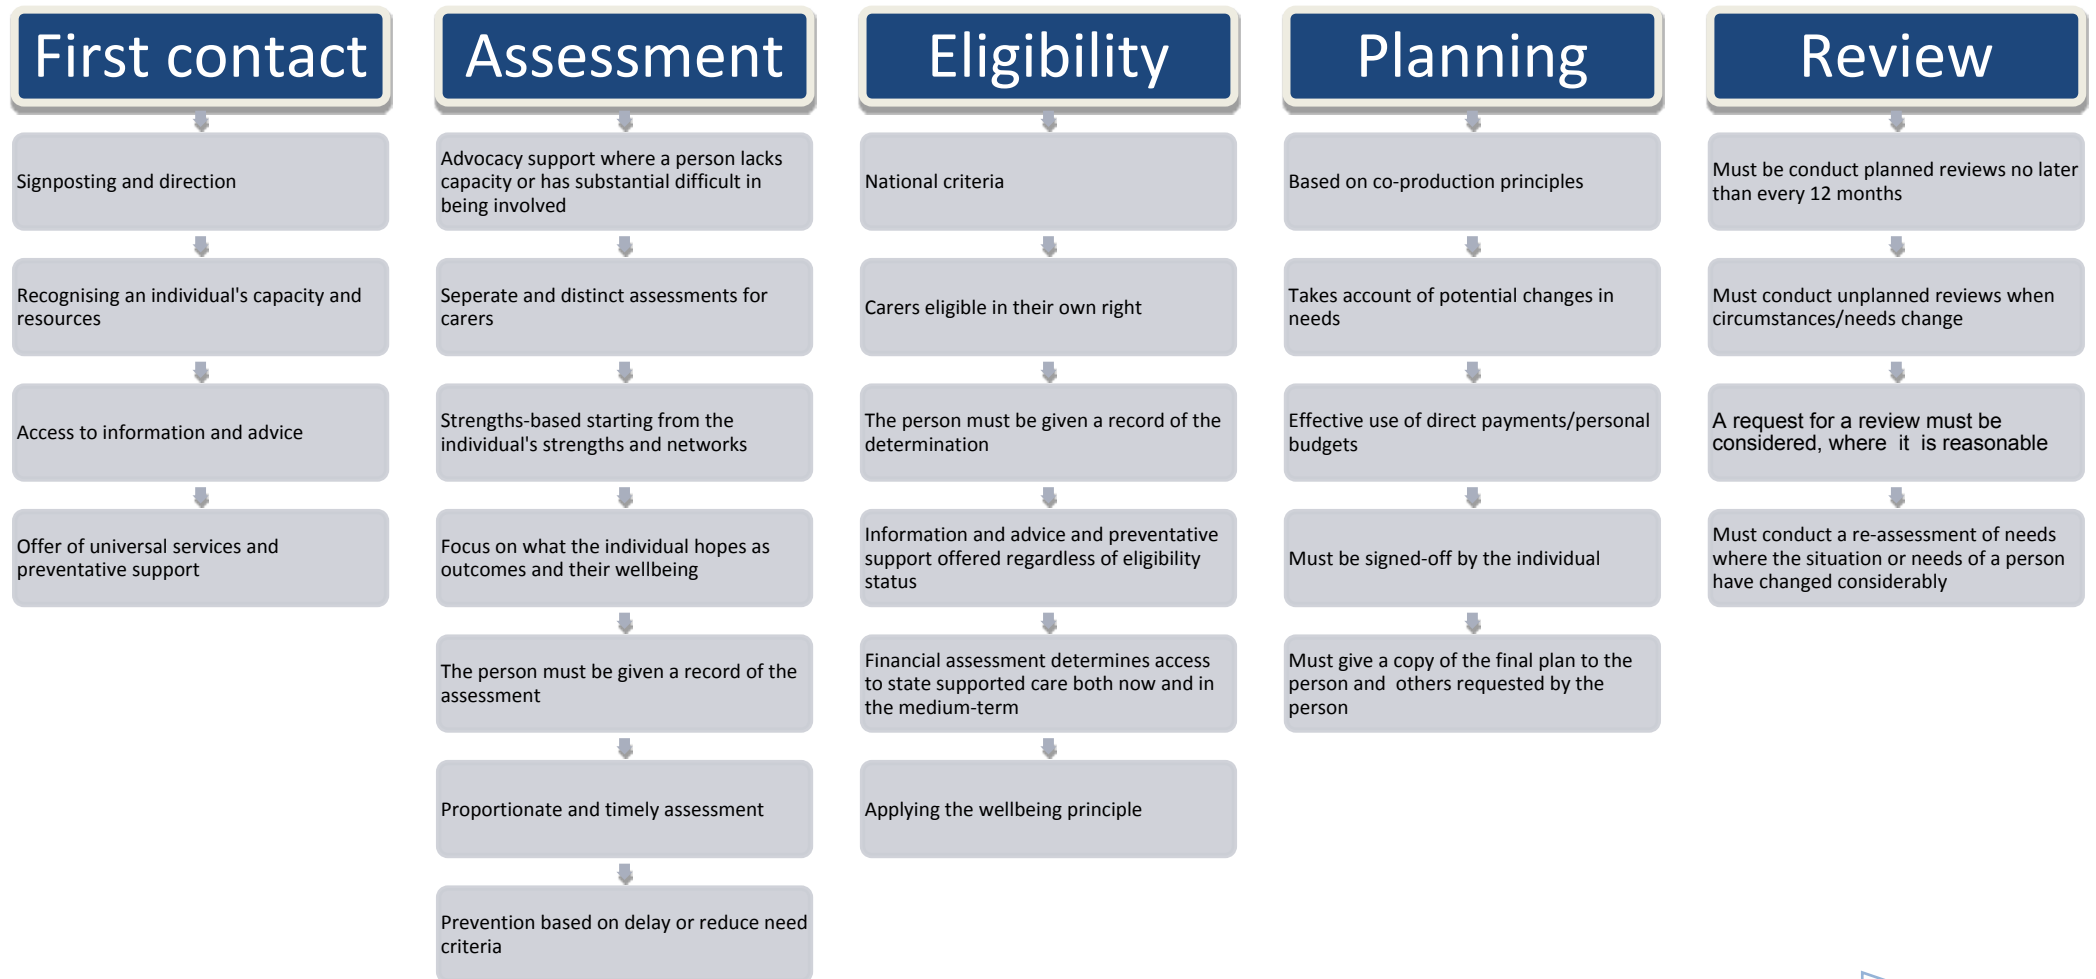 First contact
Signposting and direction
Recognising an individual's capacity and
resources
Access to information and advice
Offer of universal services and
preventative support
Assessment
Advocacy support where a person lacks
capacity or has substantial difficult in
being involved
Seperate and distinct assessments for
carers
Strengths-based starting from the
individual's strengths and networks
Focus on what the individual hopes as
outcomes and their wellbeing
The person must be given a record of the
assessment
Proportionate and timely assessment
Prevention based on delay or reduce need
criteria
Eligibility
National criteria
Carers eligible in their own right
The person must be given a record of the
determination
Information and advice and preventative
support offered regardless of eligibility
status
Financial assessment determines access
to state supported care both now and in
the medium-term
Applying the wellbeing principle
Planning
Based on co-production principles
Takes account of potential changes in
needs
Effective use of direct payments/personal
budgets
Must be signed-off by the individual
Must give a copy of the final plan to the
person and  others requested by the
person
Review
Must be conduct planned reviews no later
than every 12 months
Must conduct unplanned reviews when
circumstances/needs change
A request for a review must be
considered, where  it  is reasonable
Must conduct a re-assessment of needs
where the situation or needs of a person
have changed considerably